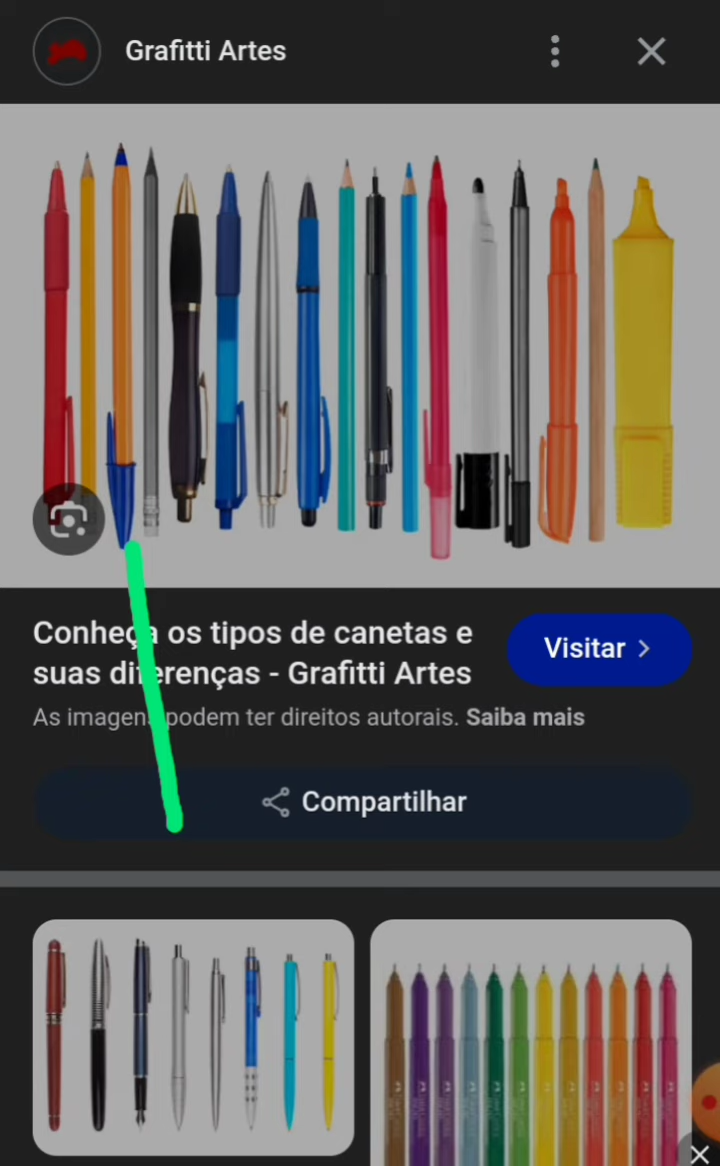 Grafitti Artes
Conheça os tipos de canetas e
suas diferenças - Grafitti Artes
Visitar
As imagens podem ter direitos autorais. Saiba mais
Compartilhar